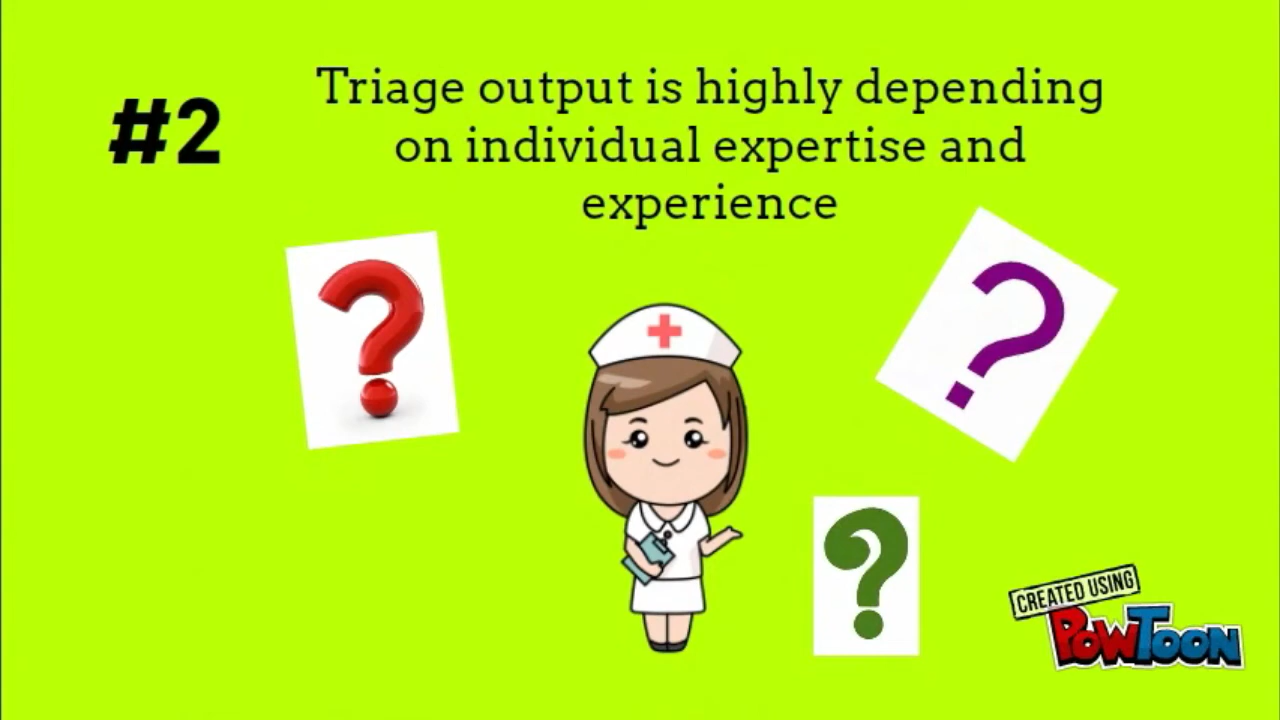 #2
Triage output is highly depending
on individual expertise and
experience
?
?
?
CREATED USING
POWTOON